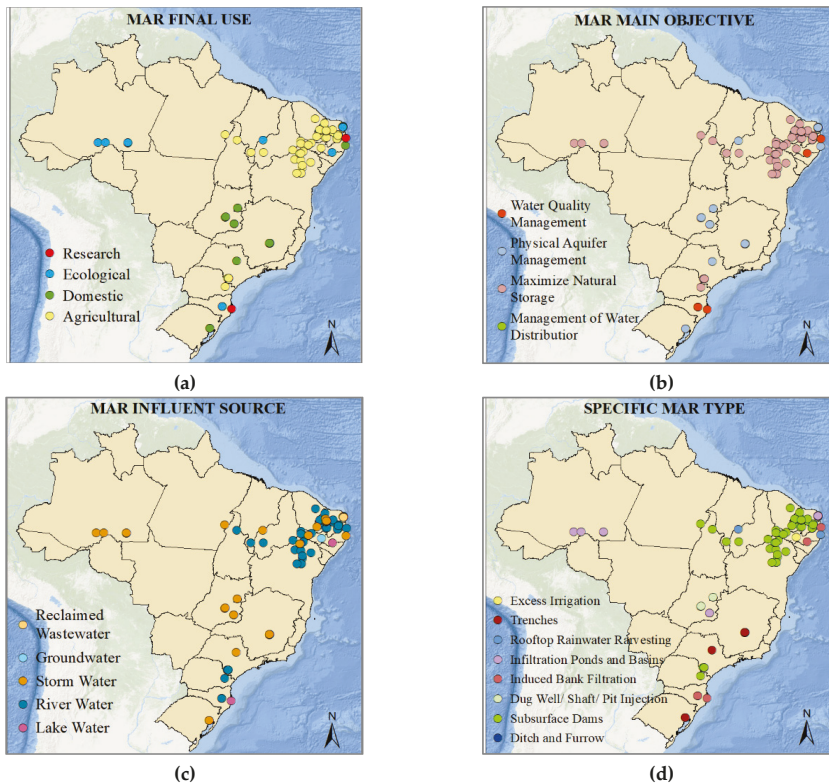 MAR FINAL USE
Research
Ecological
Domestic
Agricultural
N
(a)
MAR MAIN OBJECTIVE
Water Quality
Management
Physical Aquifer
Management
Maximize Natural
Storage
Management of Water
Distributior
N
(b)
MAR INFLUENT SOURCE
Reclaimed
Wastewater
Groundwater
Storm Water
River Water
Lake Water
N
(c)
SPECIFIC MAR TYPE
Excess Irrigation
Trenches
Rooftop Rainwater Rarvesting
Infiltration Ponds and Basins
Induced Bank Filtration
Dug Well/ Shaft/ Pit Injection
Subsurface Dams
Ditch and Furrow
N
(d)